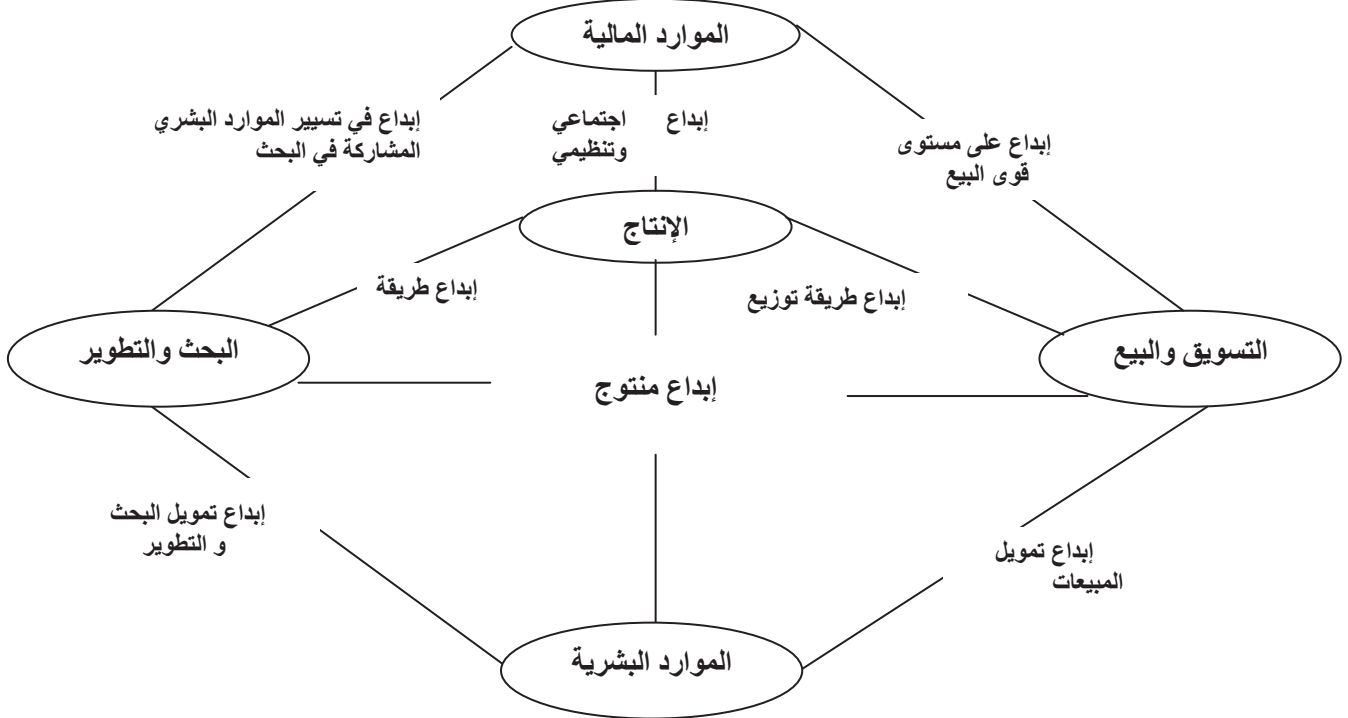 الموارد المالية
إبداع في تسيير الموارد البشري
المشاركة في البحث
إبداع اجتماعي
وتنظيمي
إبداع على مستوى
قوى البيع
الإنتاج
إبداع طريقة
إبداع طريقة توزيع
البحث والتطوير
التسويق والبيع
إبداع منتوج
إبداع تمويل البحث
و التطوير
إبداع تمويل
المبيعات
الموارد البشرية